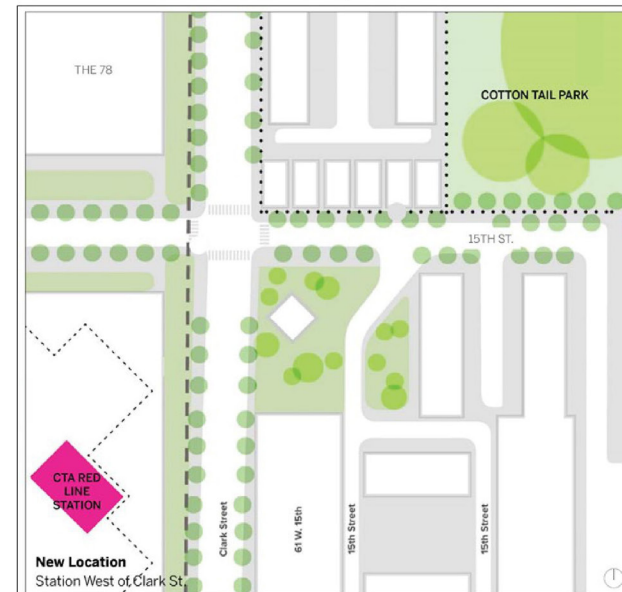 THE 78
COTTON TAIL PARK
15TH ST.
CTA RED
LINE
STATION
Clark Street
61 W. 15th
15th Street
15th Street
New Location
Station West of Clark St.